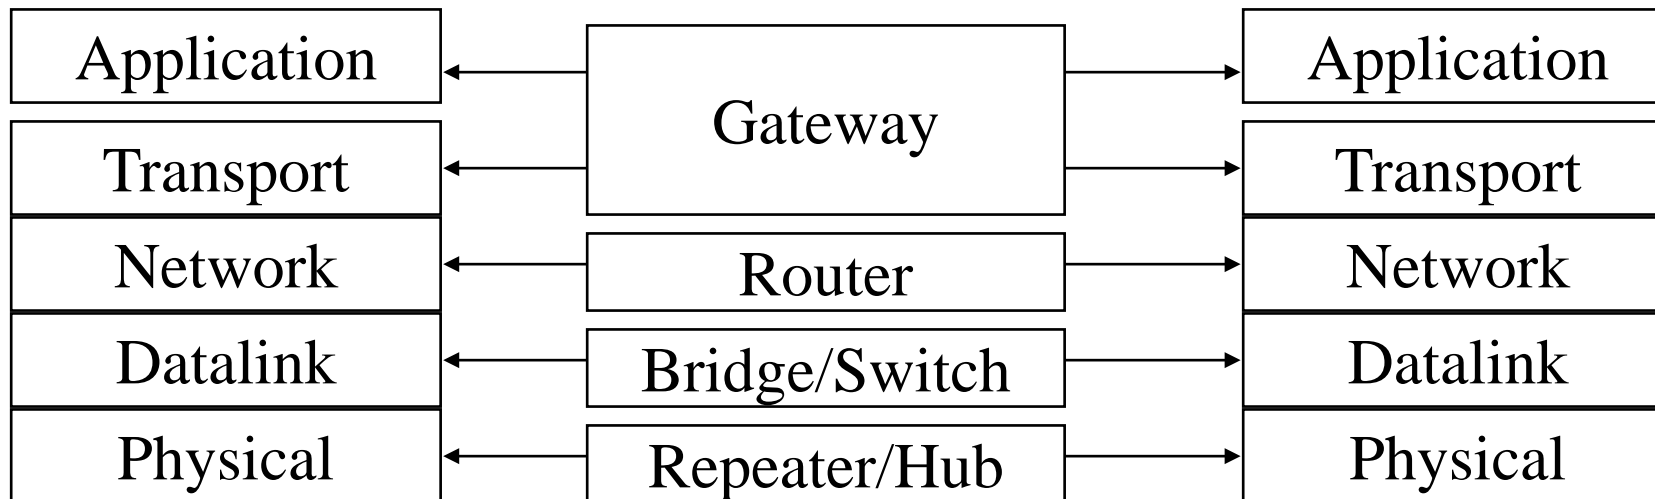 Application
Gateway
Application
Transport
Transport
Network
Router
Network
Datalink
Bridge/Switch
Datalink
Physical
Repeater/Hub
Physical